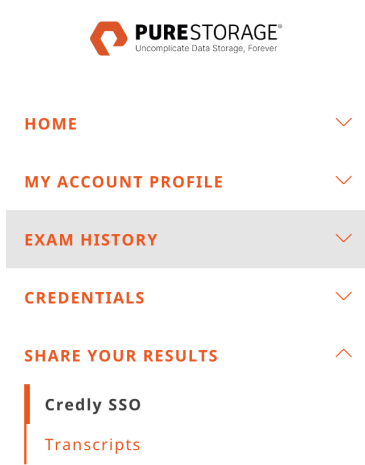 PURESTORAGE®
Uncomplicate Data Storage, Forever
HOME
MY ACCOUNT PROFILE
EXAM HISTORY
CREDENTIALS
SHARE YOUR RESULTS
Credly SSO
Transcripts